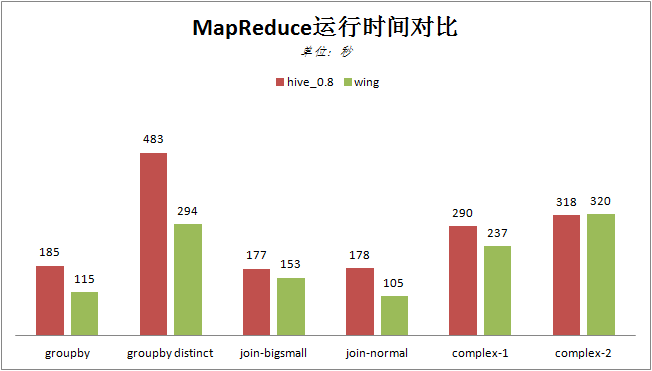 MapReduce运行时间对比
单位：秒
hive_0.8 wing
483
294
290
318 320
185
177
178
237
115
153
105
groupby groupby distinct join-bigsmall join-normal complex-1 complex-2